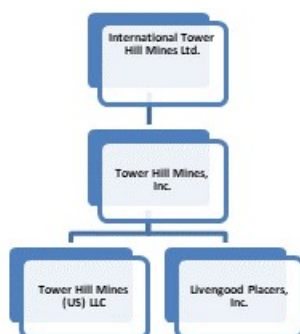 International Tower
Hill Mines Ltd.
Tower Hill Mines,
Inc.
Tower Hill Mines
(US) LLC
Livengood Placers,
Inc.